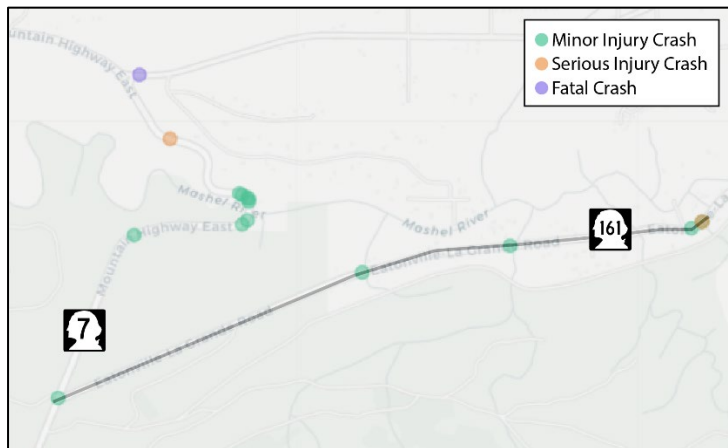 Minor Injury Crash
Serious Injury Crash
Fatal Crash
untain Highway East
Mashel River
Mashel River
Mountain Highway East
161
Eatonville-La Grande Road
7
Eatonville-La Grande Road